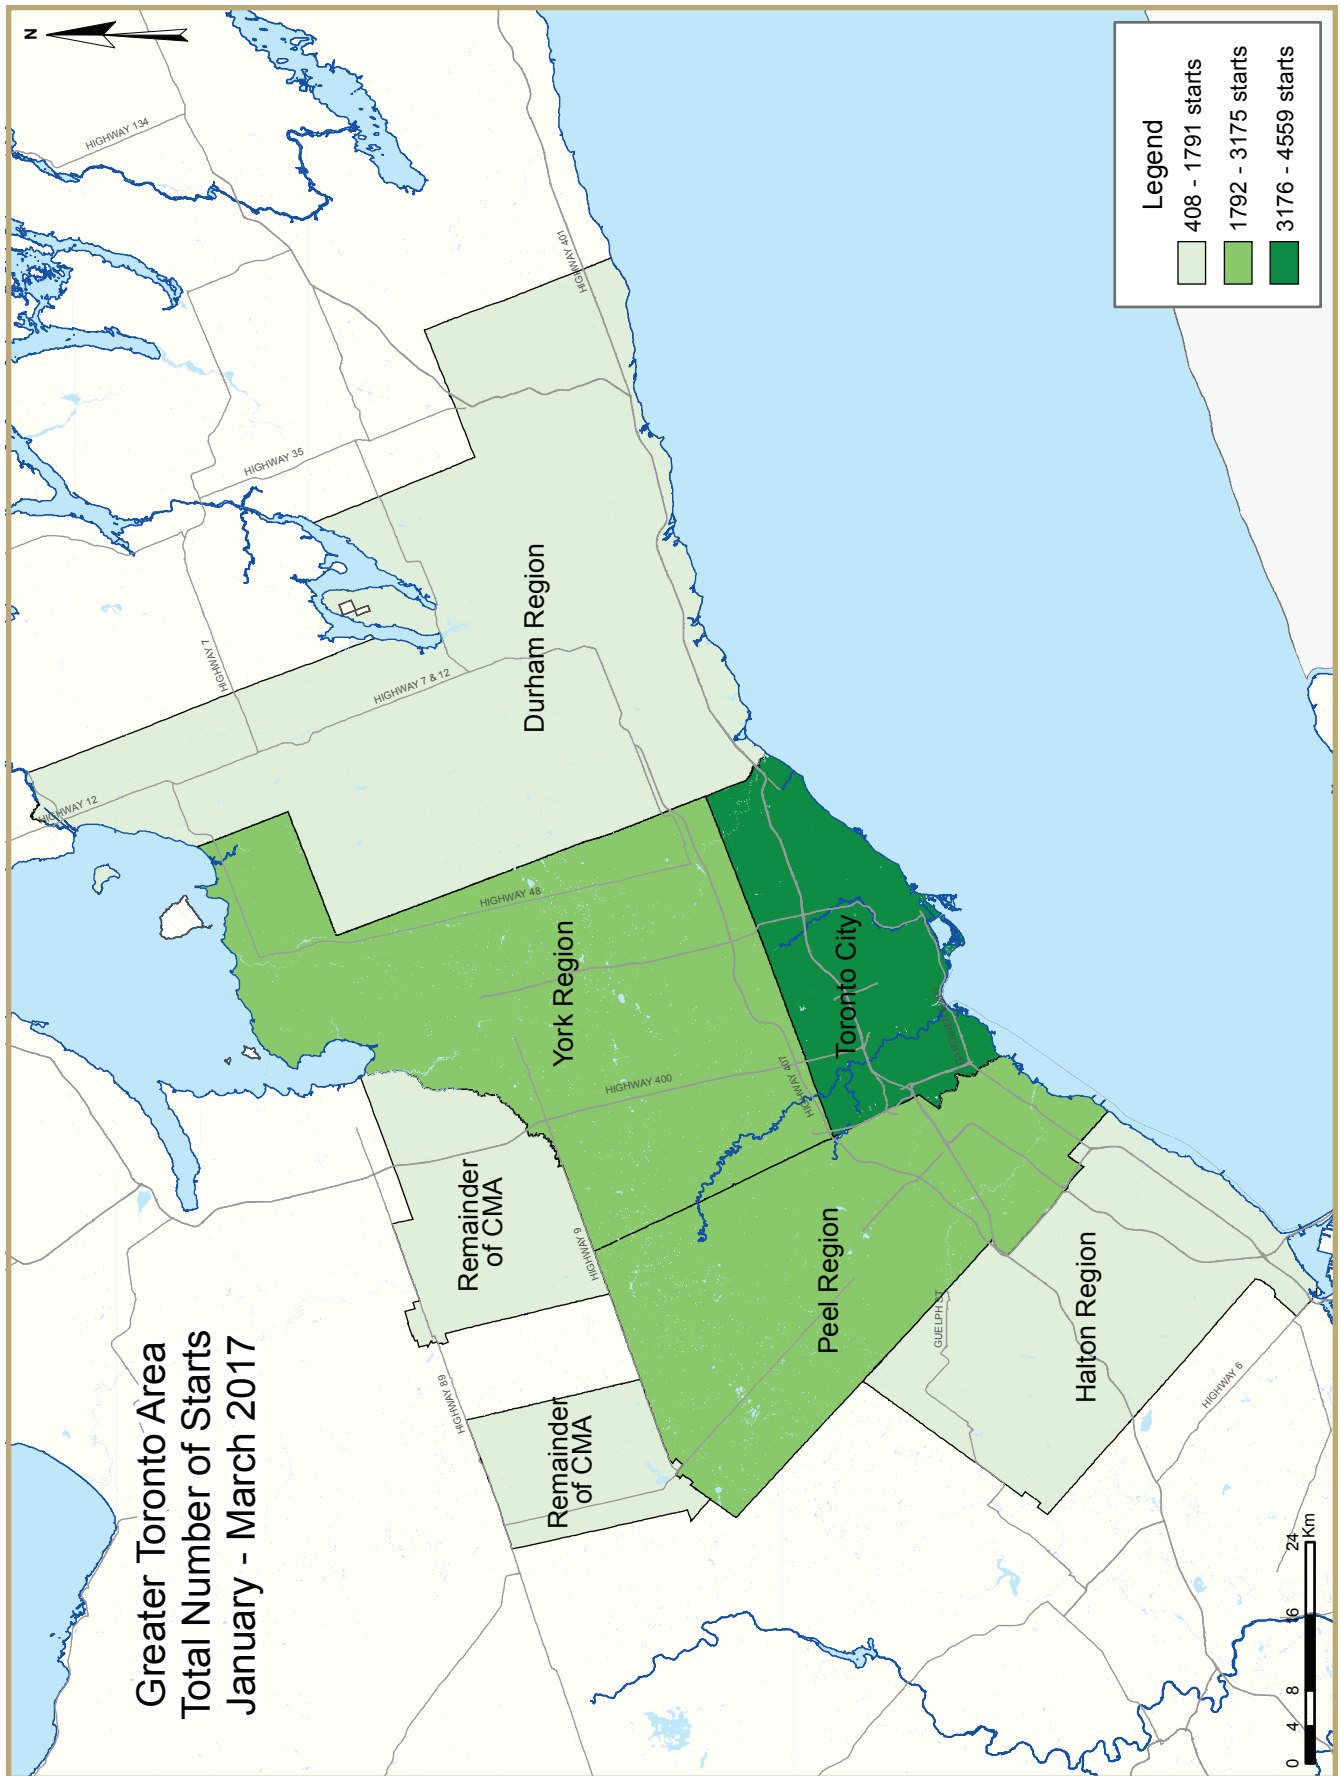 Greater Toronto Area
Total Number of Starts
January - March 2017
N
HIGHWAY 134
HIGHWAY 401
HIGHWAY 35
HIGHWAY 7
HIGHWAY 7 & 12
HIGHWAY 12
Durham Region
HIGHWAY 48
York Region
Toronto City
HIGHWAY 400
HIGHWAY 407
Remainder
of CMA
HIGHWAY 9
HIGHWAY 89
Remainder
of CMA
Peel Region
GUELPH ST
Halton Region
HIGHWAY 6
Legend
408 - 1791 starts
1792 - 3175 starts
3176 - 4559 starts
0 4 8 16 24
Km